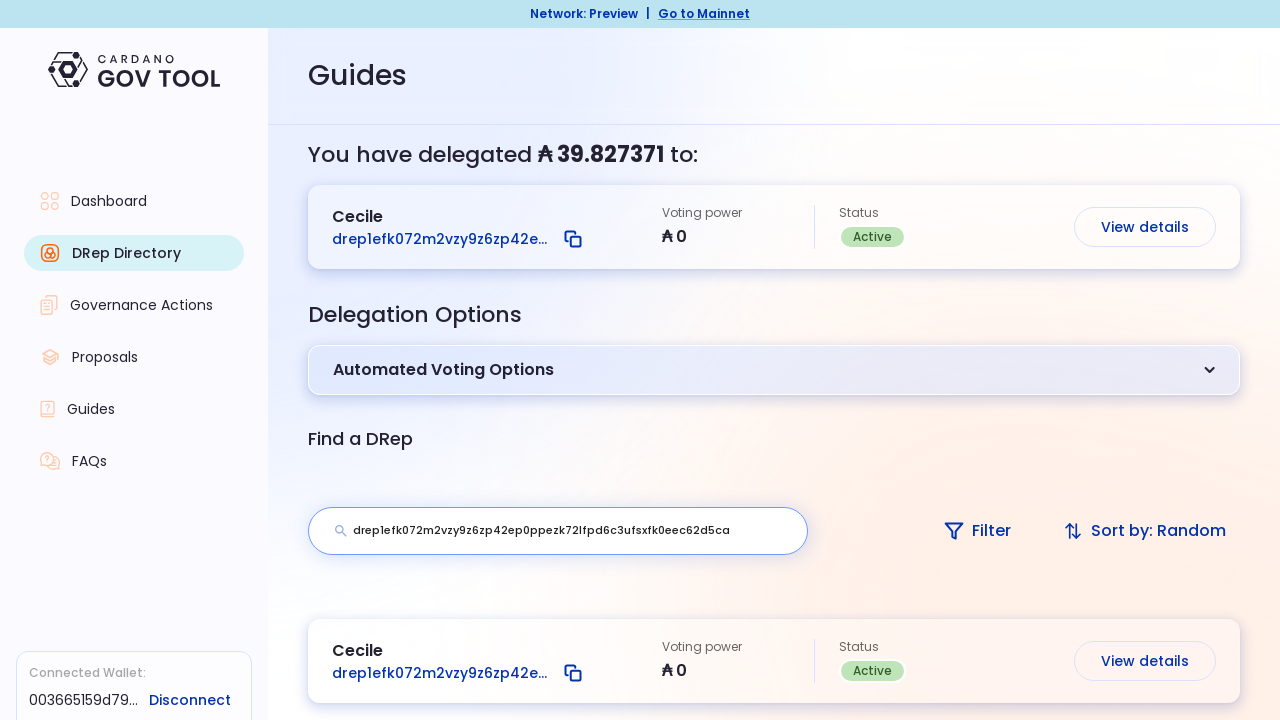 Network: Preview | Go to Mainnet
CARDANO
GOV TOOL
Guides
Dashboard
DRep Directory
Governance Actions
Proposals
Guides
FAQs
Connected Wallet:
003665159d79...
Disconnect
You have delegated ₳ 39.827371 to:
Cecile
drep1efk072m2vzy9z6zp42e...
Voting power
₳ 0
Status
Active
View details
Delegation Options
Automated Voting Options
Find a DRep
drep1efk072m2vzy9z6zp42ep0ppezk72lfpd6c3ufsxfk0eec62d5ca
Filter
Sort by: Random
Cecile
drep1efk072m2vzy9z6zp42e...
Voting power
₳ 0
Status
Active
View details